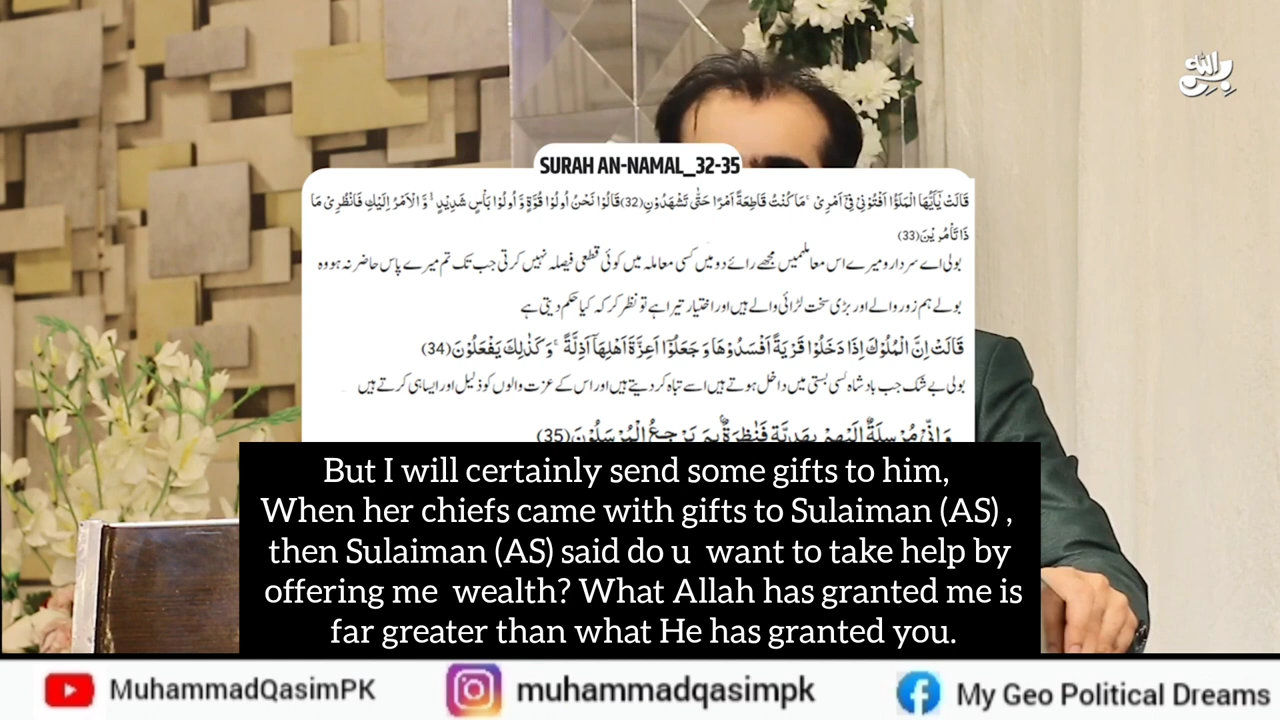 بسم الله
SURAH AN-NAMAL_32-35
قَالَتْ يٰۤاَيُّهَا الْمَلَؤُا اَفْتُوْنِیْ فِیْۤ اَمْرِیْ ۚ مَا كُنْتُ قَاطِعَةً اَمْرًا حَتّٰى تَشْهَدُوْنِ(32)قَالُوْا نَحْنُ اُولُوْا قُوَّةٍ وَّ اُولُوْا بَاْسٍ شَدِیْدٍ ۙ وَّ الْاَمْرُ اِلَیْكِ فَانْظُرِیْ مَا
ذَا تَاْمُرِیْنَ(33)
بولی اے سردارو میرے اس معاملمیں مجھے رائے دو میں کسی معاملہ میں کوئی قطعی فیصلہ نہیں کرتی جب تک تم میرے پاس حاضر نہ ہو وہ
بولے ہم زور والے اور بڑی سخت لڑائی والے ہیں اور اختیار تیرا ہے تو نظر کر کہ کیا حکم دیتی ہے
قَالَتْ اِنَّ الْمُلُوْكَ اِذَا دَخَلُوْا قَرْیَةً اَفْسَدُوْهَا وَ جَعَلُوْۤا اَعِزَّةَ اَهْلِهَاۤ اَذِلَّةً ۚ وَ كَذٰلِكَ یَفْعَلُوْنَ(34)
بولی بے شک جب بادشاہ کسی بستی میں داخل ہوتے ہیں اسے تباہ کر دیتے ہیں اور اس کے عزت والوں کو ذلیل اور ایسا ہی کرتے ہیں
وَ اِنِّیْ مُرْسِلَةٌ اِلَیْهِمْ بِهَدِیَّةٍ فَنٰظِرَةٌۢ بِمَ یَرْجِعُ الْمُرْسَلُوْنَ(35)
But I will certainly send some gifts to him,
When her chiefs came with gifts to Sulaiman (AS) ,
then Sulaiman (AS) said do u want to take help by
offering me wealth? What Allah has granted me is
far greater than what He has granted you.
MuhammadQasimPK
muhammadqasimpk
My Geo Political Dreams